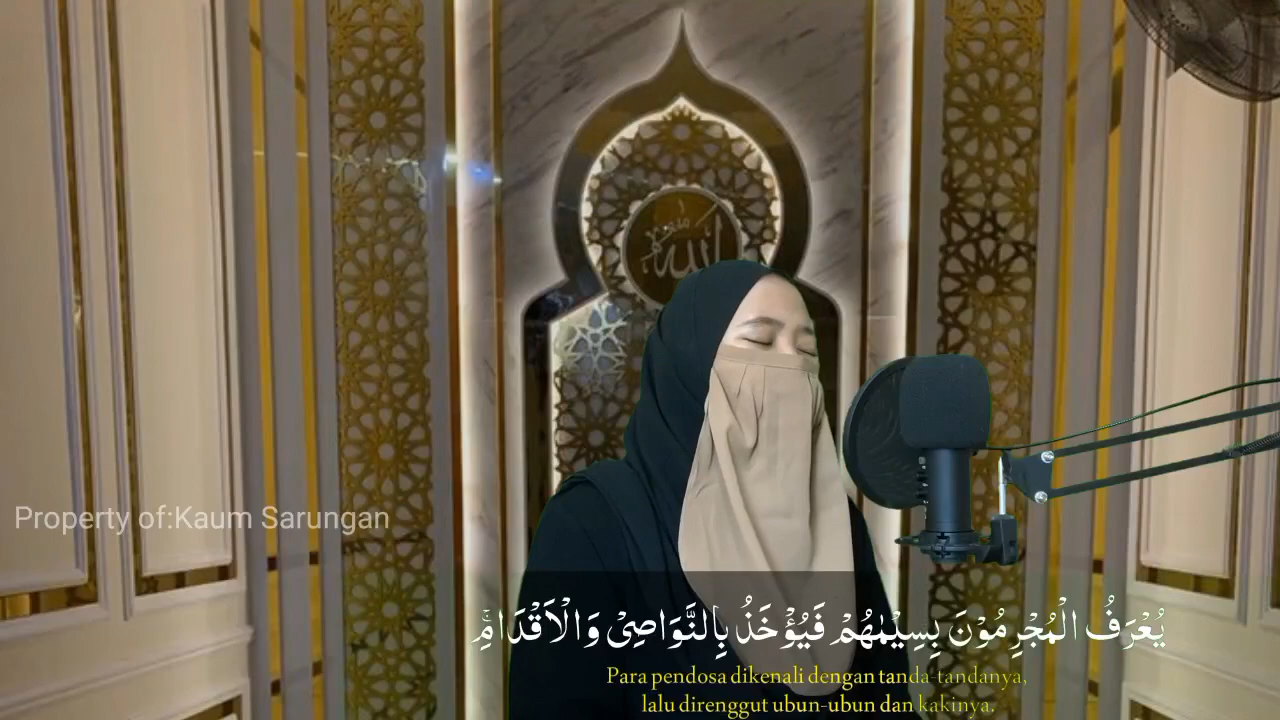 الله
Property of:Kaum Sarungan
يُعْرَفُ الْمُجْرِمُوْنَ بِسِيْمٰهُمْ فَيُؤْخَذُ بِالنَّوَاصِيْ وَالْاَقْدَامِۚ
Para pendosa dikenali dengan tanda-tandanya,
lalu direnggut ubun-ubun dan kakinya.